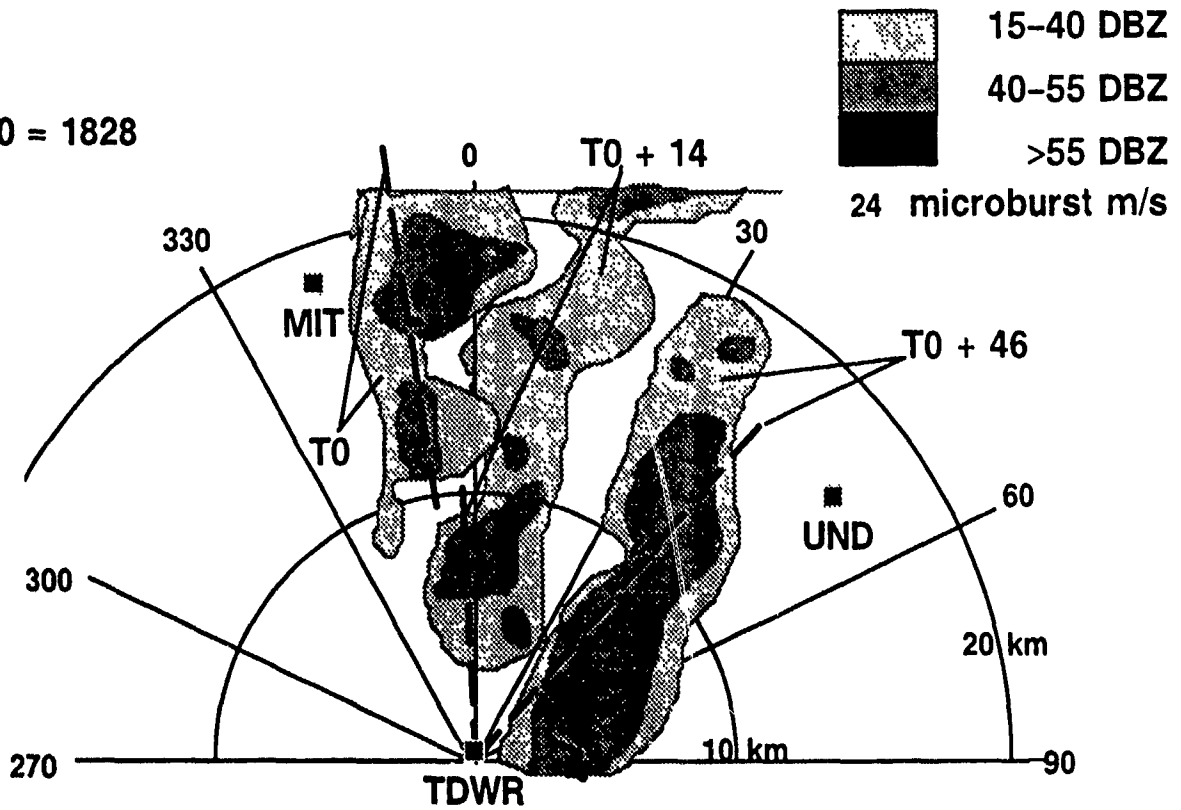 15-40 DBZ
40-55 DBZ
>55 DBZ
24 microburst m/s
0 = 1828
0
T0 + 14
330
30
MIT
T0 + 46
T0
UND
60
300
20 km
10 km
270
90
TDWR